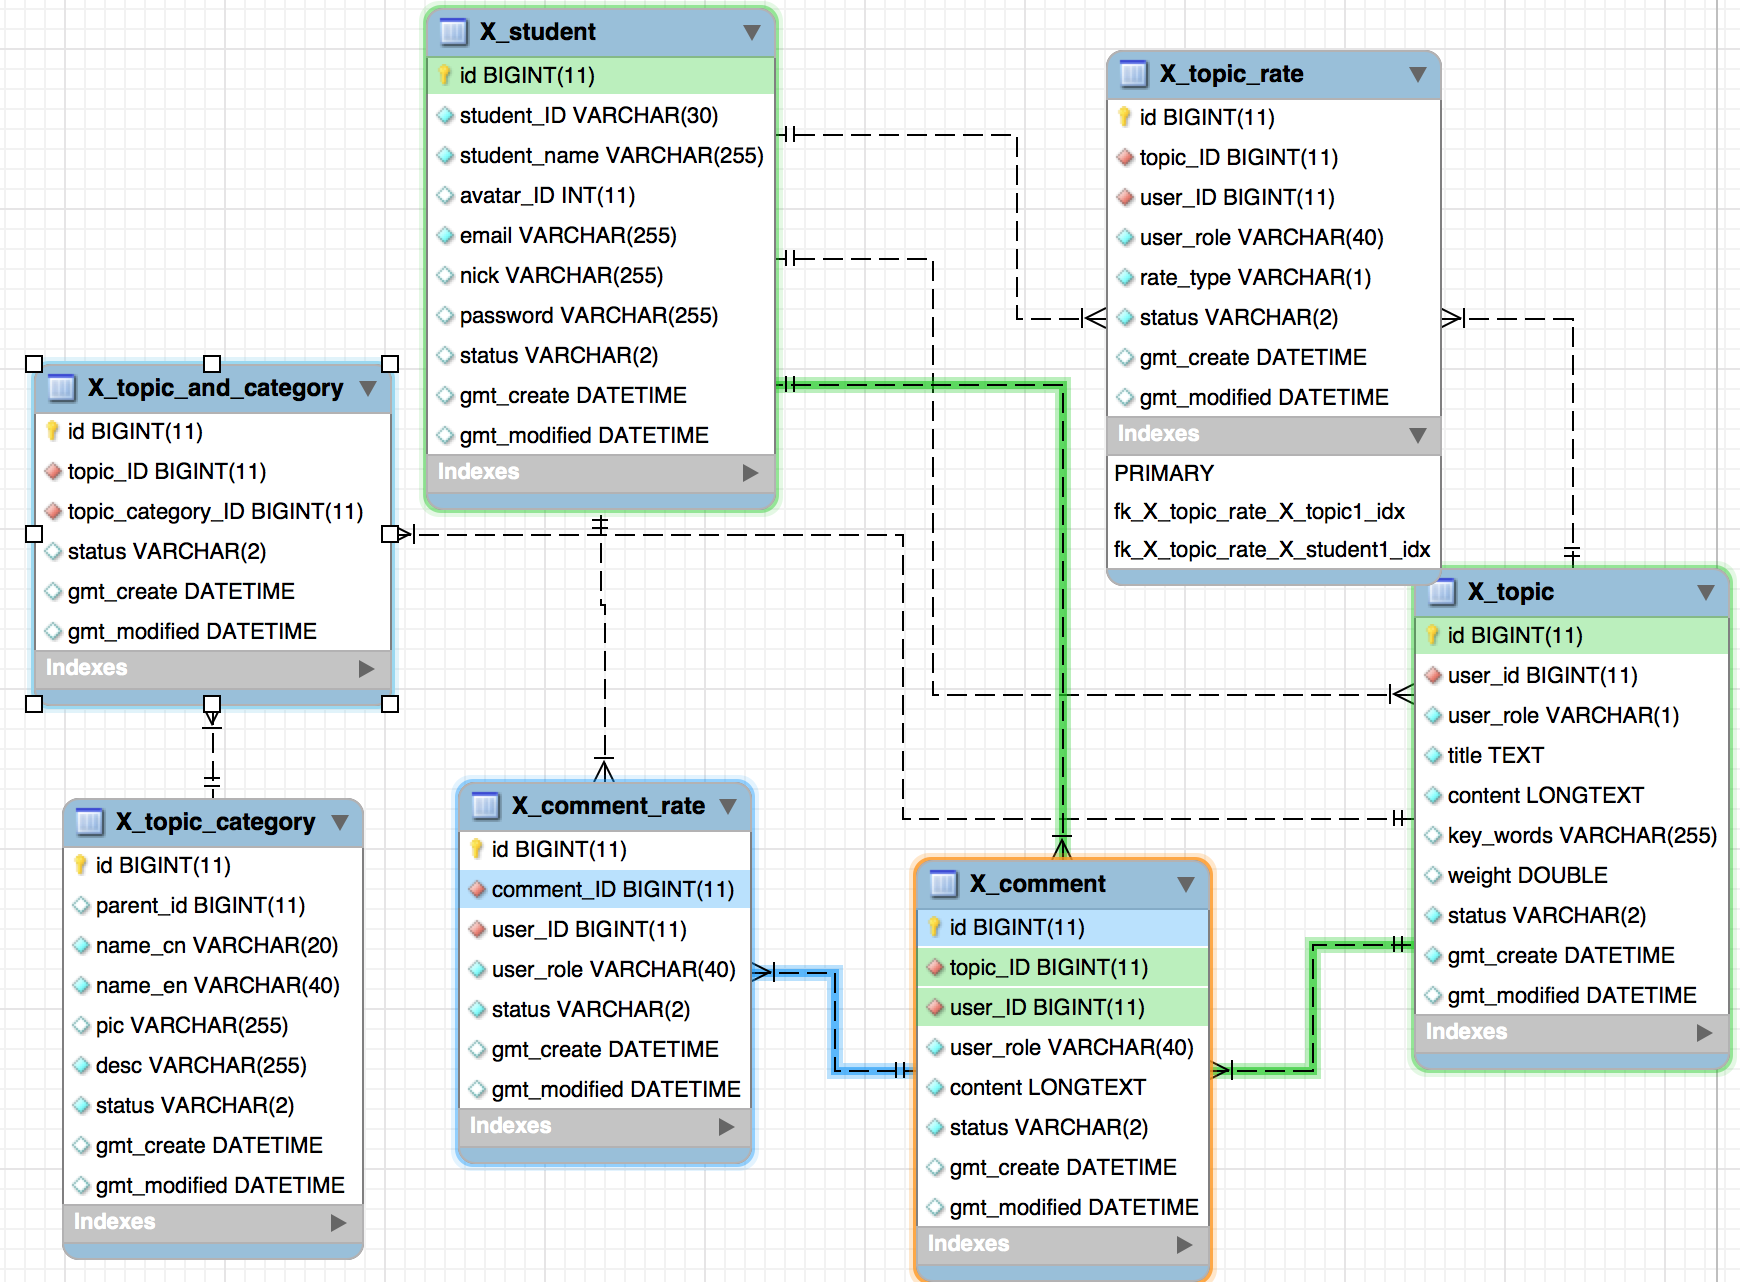 X_student
id BIGINT(11)
student_ID VARCHAR(30)
student_name VARCHAR(255)
avatar_ID INT(11)
email VARCHAR(255)
nick VARCHAR(255)
password VARCHAR(255)
status VARCHAR(2)
gmt_create DATETIME
gmt_modified DATETIME
Indexes
X_topic_rate
id BIGINT(11)
topic_ID BIGINT(11)
user_ID BIGINT(11)
user_role VARCHAR(40)
rate_type VARCHAR(1)
status VARCHAR(2)
gmt_create DATETIME
gmt_modified DATETIME
Indexes
PRIMARY
fk_X_topic_rate_X_topic1_idx
fk_X_topic_rate_X_student1_idx
X_topic_and_category
id BIGINT(11)
topic_ID BIGINT(11)
topic_category_ID BIGINT(11)
status VARCHAR(2)
gmt_create DATETIME
gmt_modified DATETIME
Indexes
X_topic
id BIGINT(11)
user_id BIGINT(11)
user_role VARCHAR(1)
title TEXT
content LONGTEXT
key_words VARCHAR(255)
weight DOUBLE
status VARCHAR(2)
gmt_create DATETIME
gmt_modified DATETIME
Indexes
X_topic_category
id BIGINT(11)
parent_id BIGINT(11)
name_cn VARCHAR(20)
name_en VARCHAR(40)
pic VARCHAR(255)
desc VARCHAR(255)
status VARCHAR(2)
gmt_create DATETIME
gmt_modified DATETIME
Indexes
X_comment_rate
id BIGINT(11)
comment_ID BIGINT(11)
user_ID BIGINT(11)
user_role VARCHAR(40)
status VARCHAR(2)
gmt_create DATETIME
gmt_modified DATETIME
Indexes
X_comment
id BIGINT(11)
topic_ID BIGINT(11)
user_ID BIGINT(11)
user_role VARCHAR(40)
content LONGTEXT
status VARCHAR(2)
gmt_create DATETIME
gmt_modified DATETIME
Indexes